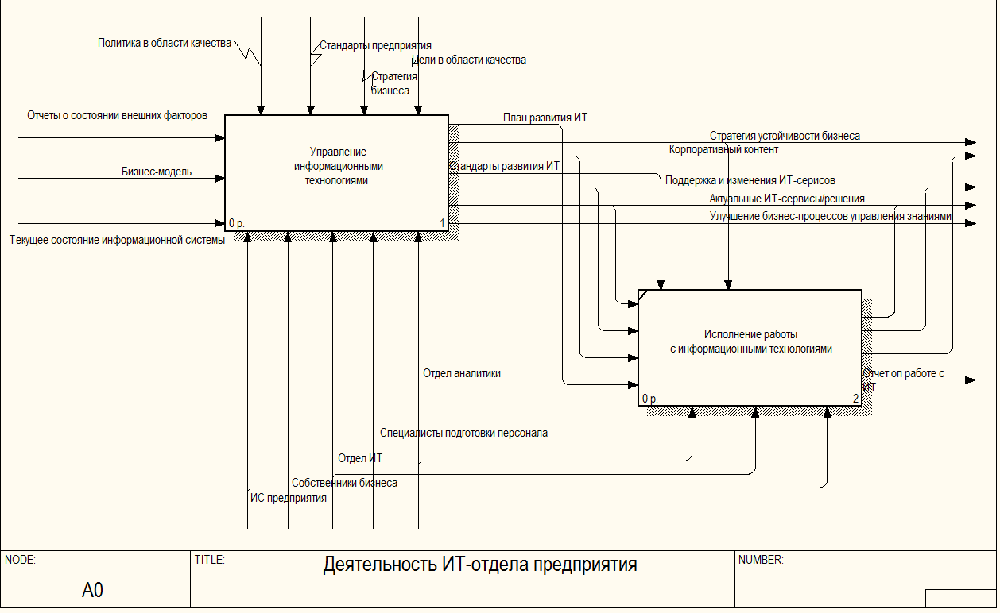 Политика в области качества
Стандарты предприятия
Цели в области качества
Стратегия
бизнеса
Отчеты о состоянии внешних факторов
План развития ИТ
Стратегия устойчивости бизнеса
Корпоративный контент
Управление
информационными
технологиями
Бизнес-модель
Стандарты развития ИТ
Поддержка и изменения ИТ-серисов
Актуальные ИТ-сервисы/решения
Улучшение бизнес-процессов управления знаниями
0 р.
1
Текущее состояние информационной системы
Исполнение работы
с информационными технологиями
Отдел аналитики
Отчет оп работе с
ИТ
0 р.
2
Специалисты подготовки персонала
Отдел ИТ
Собственники бизнеса
ИС предприятия
NODE:
TITLE:
Деятельность ИТ-отдела предприятия
NUMBER:
A0